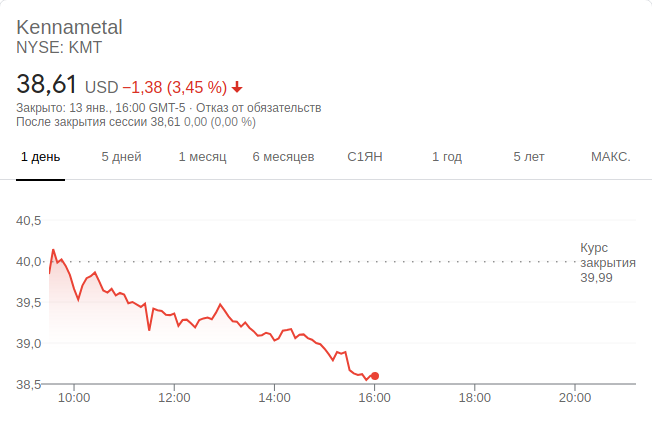 Kennametal
NYSE: KMT
38,61 USD −1,38 (3,45 %)
Закрыто: 13 янв., 16:00 GMT-5 · Отказ от обязательств
После закрытия сессии 38,61 0,00 (0,00 %)
1 день 5 дней 1 месяц 6 месяцев С1ЯН 1 год 5 лет МАКС.
40,5
40,0
39,5
39,0
38,5
Курс
закрытия
39,99
10:00 12:00 14:00 16:00 18:00 20:00